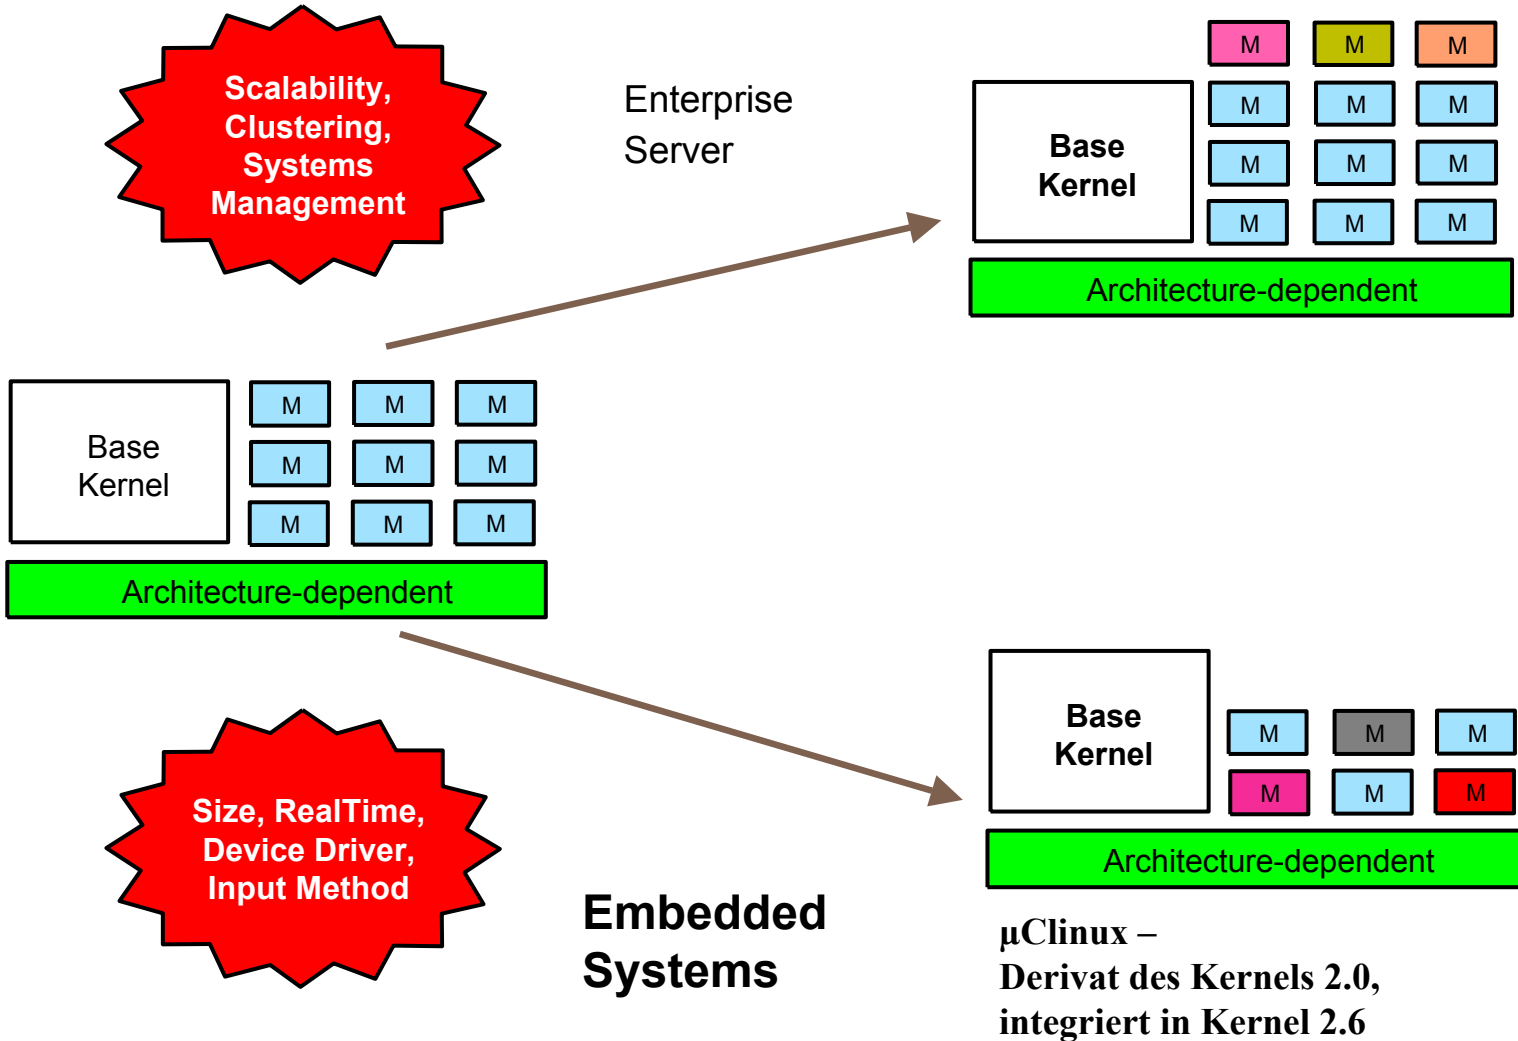 Scalability,
Clustering,
Systems
Management
Enterprise
Server
M M M
Base
Kernel
M M M
M M M
M M M
Architecture-dependent
Base
Kernel
M M M
M M M
M M M
Architecture-dependent
Size, RealTime,
Device Driver,
Input Method
Embedded
Systems
Base
Kernel
M M M
M M M
Architecture-dependent
µClinux –
Derivat des Kernels 2.0,
integriert in Kernel 2.6